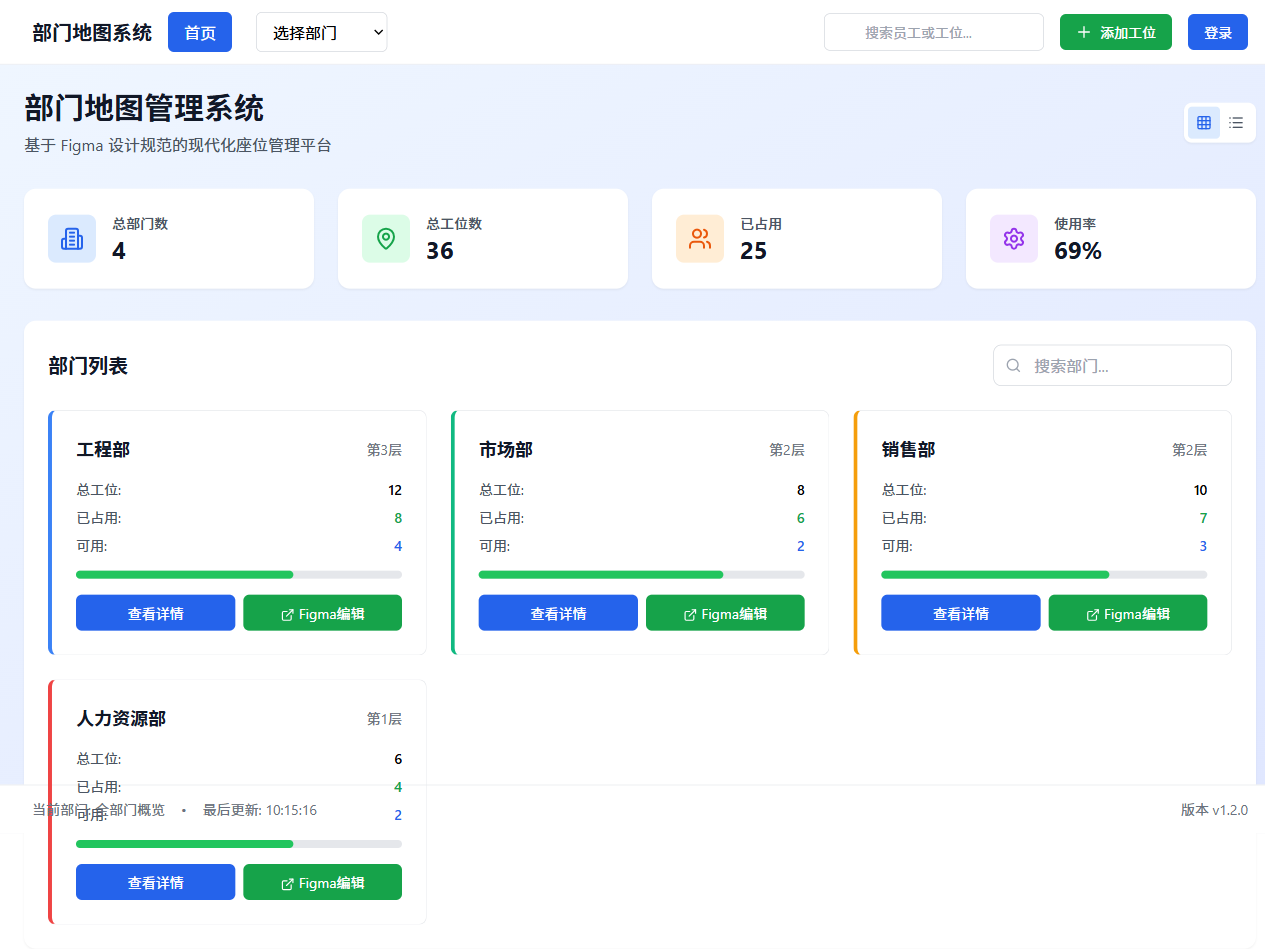 部门地图系统 首页 选择部门 搜索员工或工位... 添加工位 登录
部门地图管理系统
基于 Figma 设计规范的现代化座位管理平台
总部门数 总工位数 已占用 使用率
4 36 25 69%
部门列表 搜索部门...
工程部 第3层 市场部 第2层 销售部 第2层
总工位: 12 总工位: 8 总工位: 10
已占用: 8 已占用: 6 已占用: 7
可用: 4 可用: 2 可用: 3
查看详情 Figma编辑 查看详情 Figma编辑 查看详情 Figma编辑
人力资源部 第1层
总工位: 6
已占用: 4
当前部门: 全部门概览 • 最后更新: 10:15:16 版本 v1.2.0
可用: 2
查看详情 Figma编辑